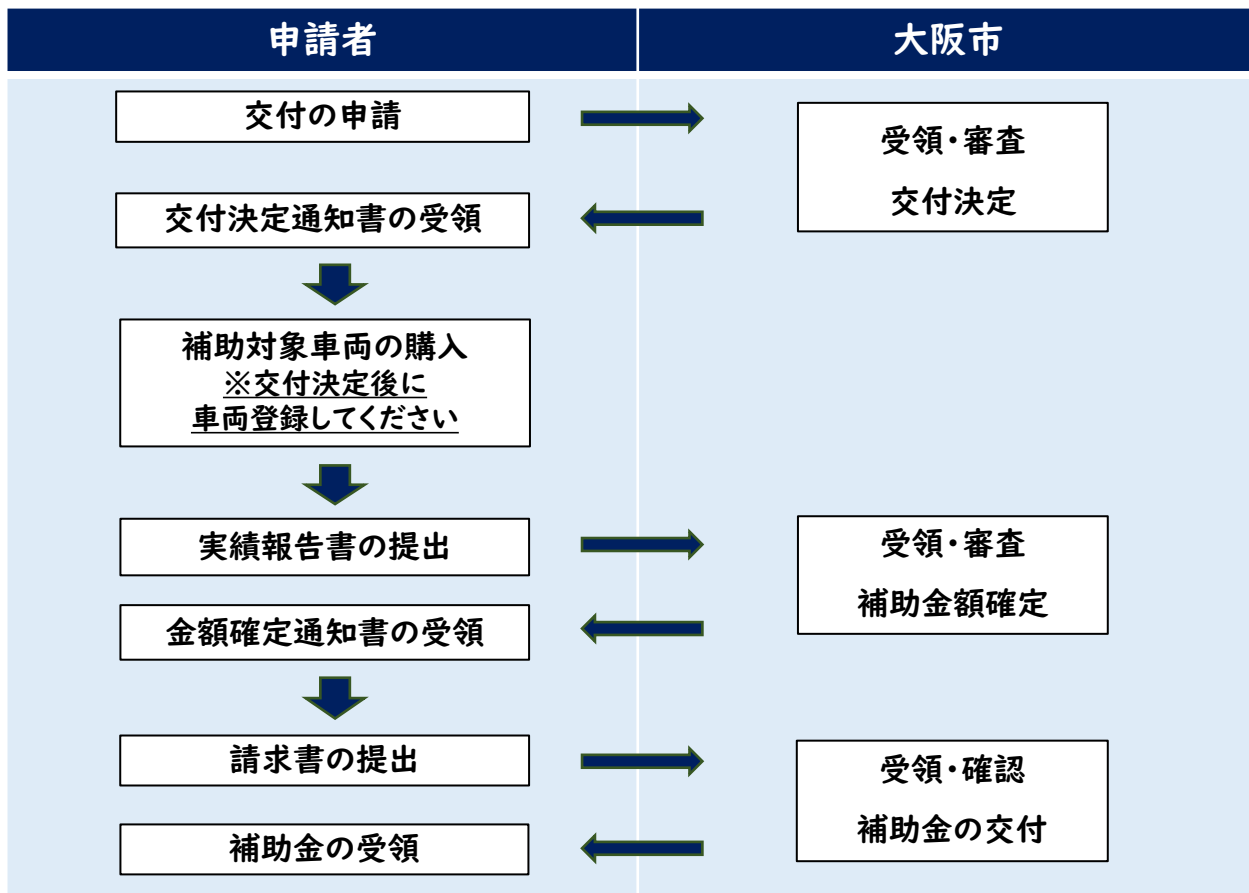 申請者
大阪市
交付の申請
受領・審査
交付決定
交付決定通知書の受領
補助対象車両の購入
※交付決定後に
車両登録してください
実績報告書の提出
受領・審査
補助金額確定
金額確定通知書の受領
請求書の提出
受領・確認
補助金の交付
補助金の受領